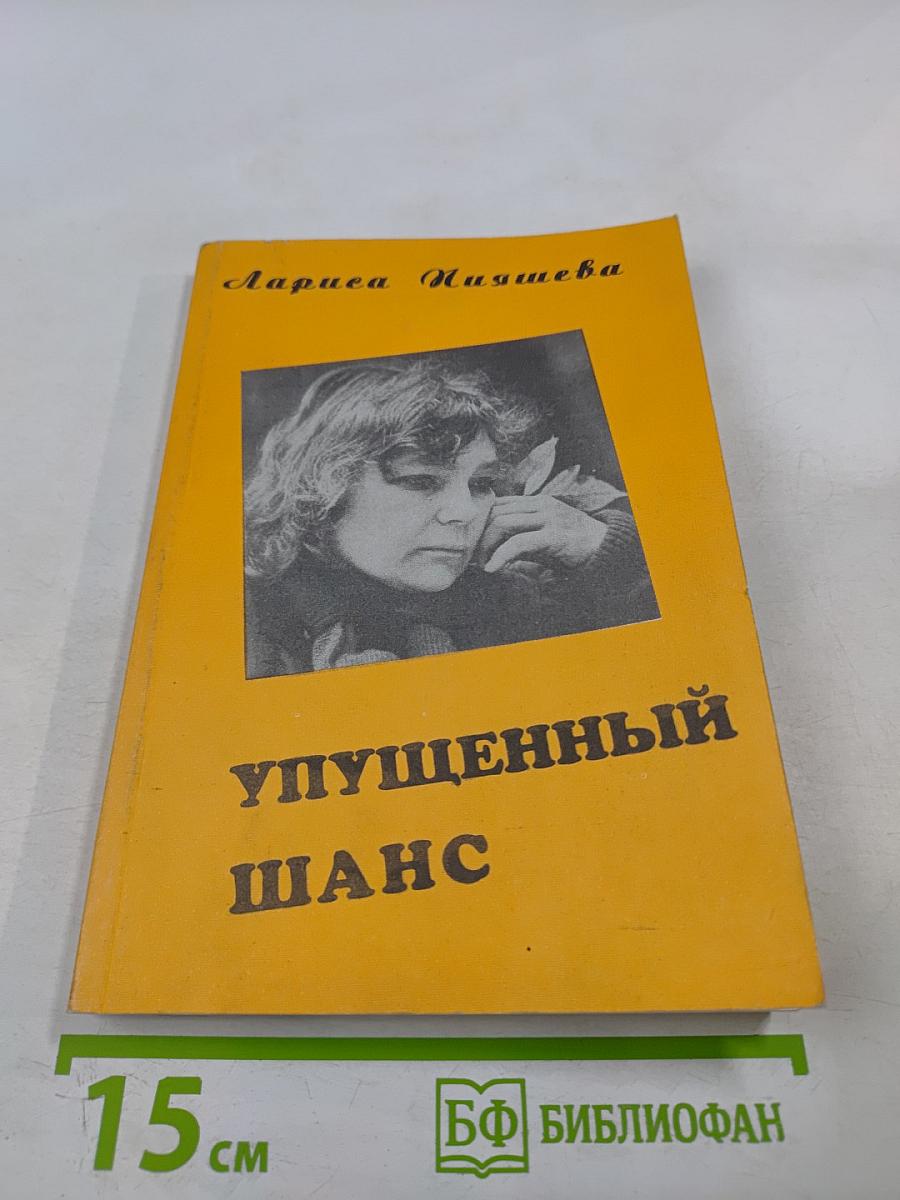 Лариса Пияшева
УПУЩЕННЫЙ
ШАНС
15 см
БФ БИБЛИОФАН